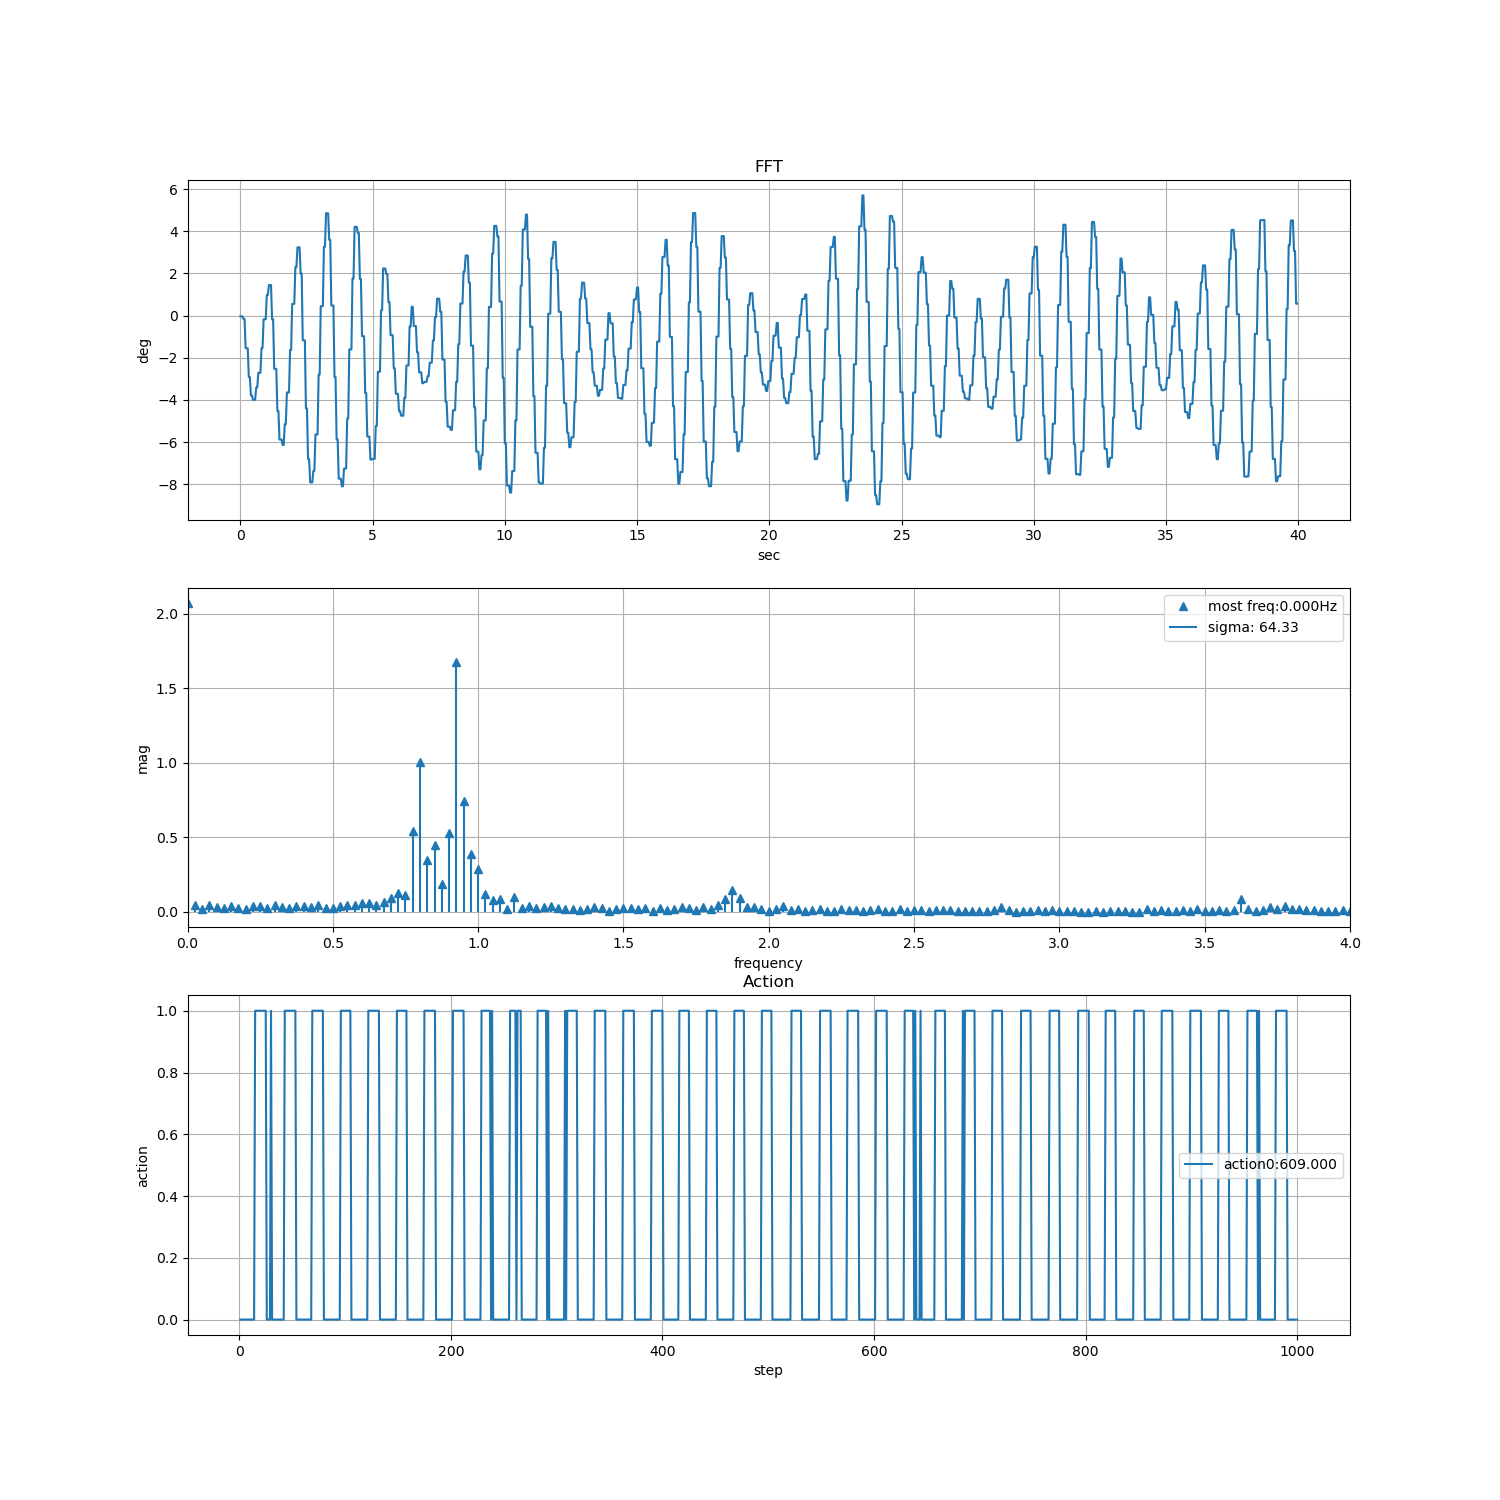 FFT
6
4
2
0
−2
−4
−6
−8
deg
0 5 10 15 20 25 30 35 40
sec
most freq:0.000Hz
sigma: 64.33
2.0
1.5
1.0
0.5
0.0
mag
0.0 0.5 1.0 1.5 2.0 2.5 3.0 3.5 4.0
frequency
Action
1.0
0.8
0.6
0.4
0.2
0.0
action
action0:609.000
0 200 400 600 800 1000
step